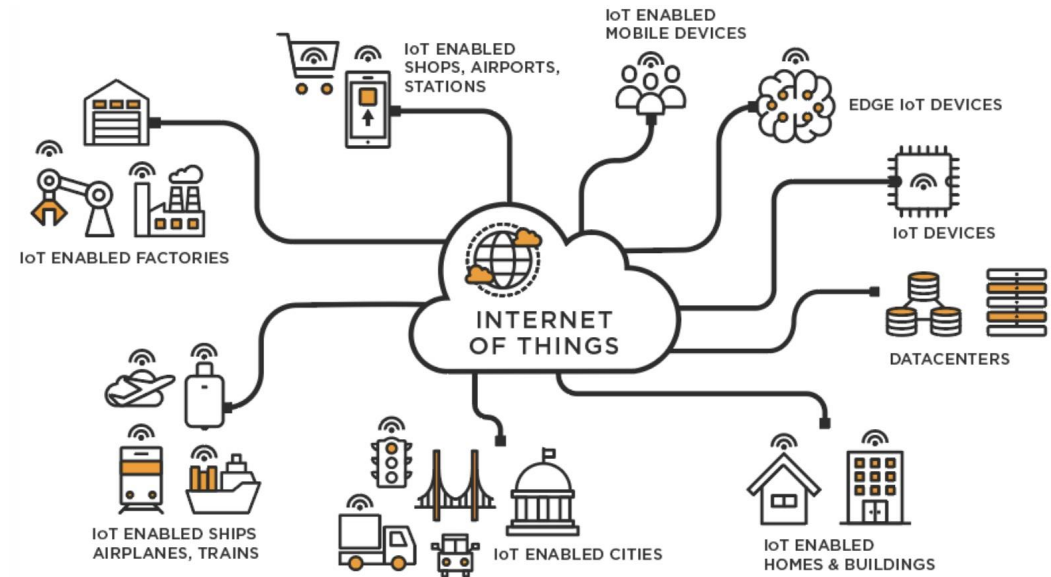 IoT ENABLED
SHOPS, AIRPORTS,
STATIONS
IoT ENABLED
MOBILE DEVICES
EDGE IoT DEVICES
IoT DEVICES
IoT ENABLED FACTORIES
INTERNET
OF THINGS
DATACENTERS
IoT ENABLED SHIPS
AIRPLANES, TRAINS
IoT ENABLED CITIES
IoT ENABLED
HOMES & BUILDINGS